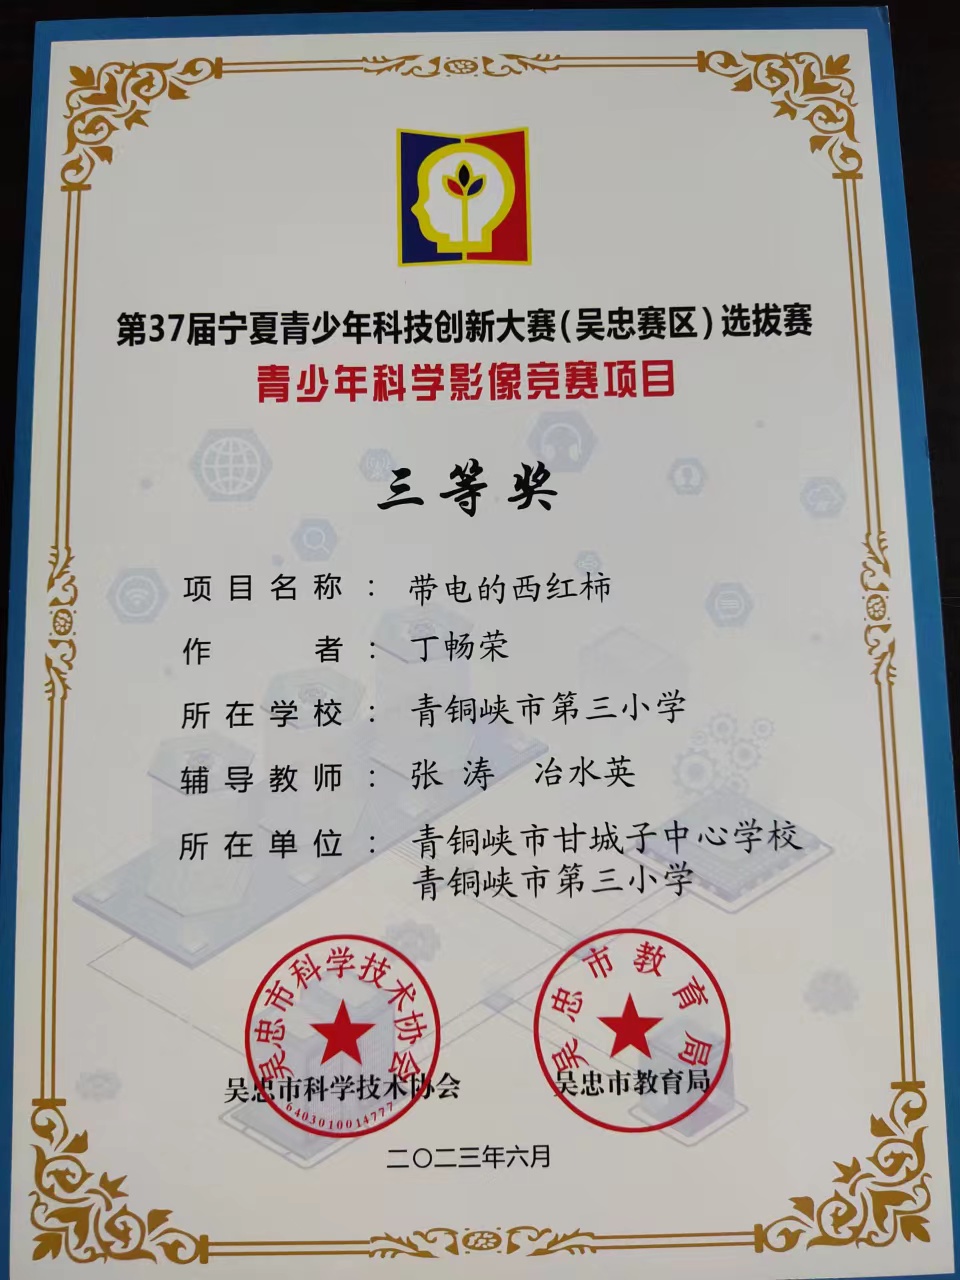 第37届宁夏青少年科技创新大赛(吴忠赛区)选拔赛
青少年科学影像竞赛项目
三等奖
项目名称：带电的西红柿
作者：丁畅荣
所在学校：青铜峡市第三小学
辅导教师：张涛 冶水英
所在单位：青铜峡市甘城子中心学校
青铜峡市第三小学
吴忠市科学技术协会
吴忠市教育局
吴忠市科学技术协会 吴忠市教育局
6403010014777
二〇二三年六月